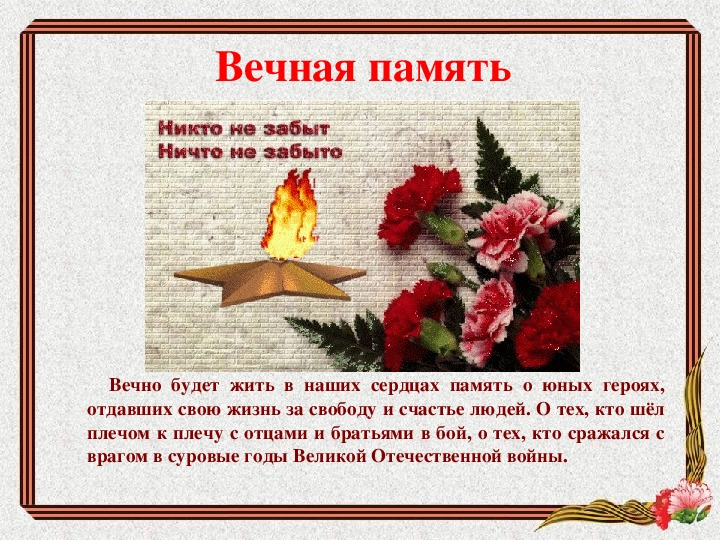 Вечная память
Никто не забыт
Ничто не забыто
Вечно будет жить в наших сердцах память о юных героях,
отдавших свою жизнь за свободу и счастье людей. О тех, кто шёл
плечом к плечу с отцами и братьями в бой, о тех, кто сражался с
врагом в суровые годы Великой Отечественной войны.